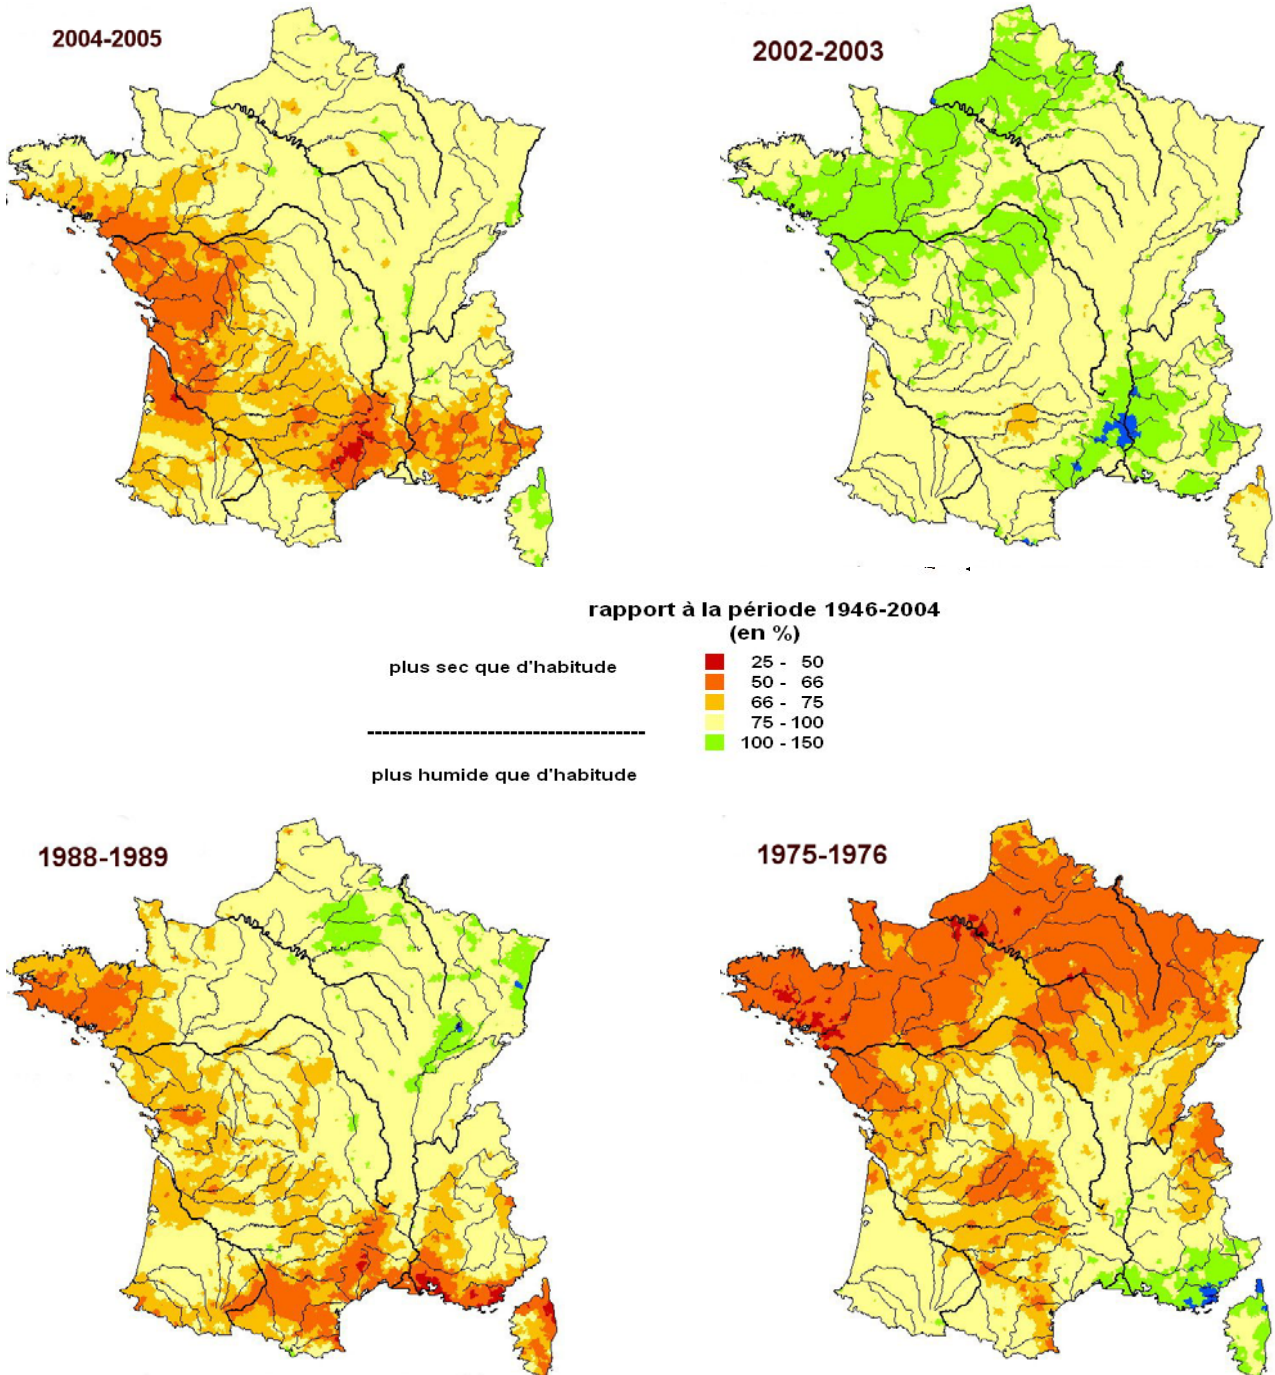 2004-2005
2002-2003
rapport à la période 1946-2004
(en %)
plus sec que d'habitude
25 - 50
50 - 66
66 - 75
75 - 100
100 - 150
plus humide que d'habitude
1988-1989
1975-1976